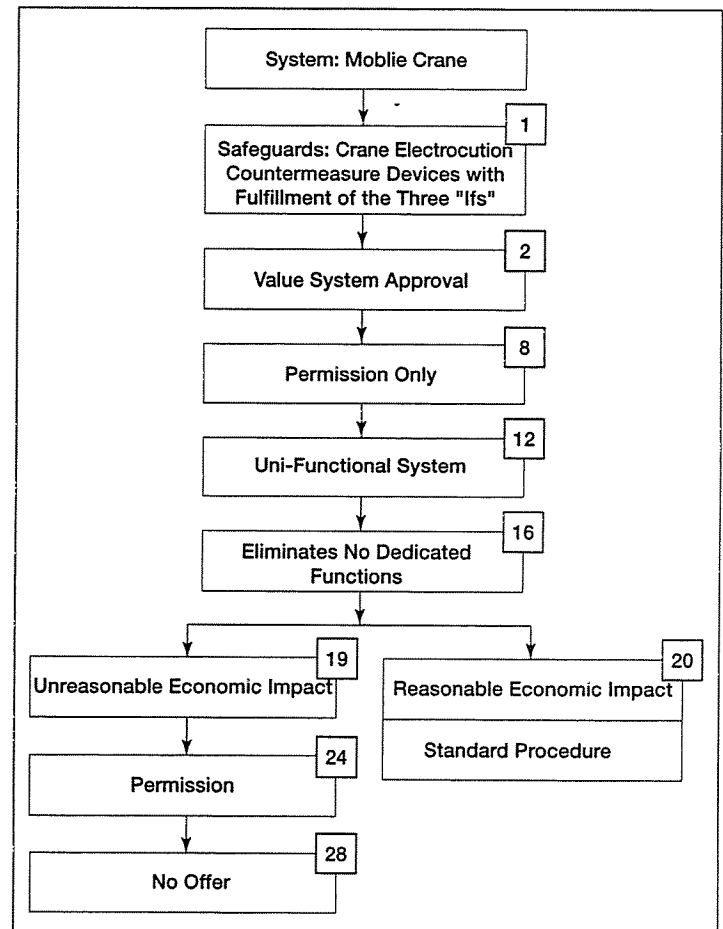 System: Moblie Crane
1
Safeguards: Crane Electrocution
Countermeasure Devices with
Fulfillment of the Three "Ifs"
2
Value System Approval
8
Permission Only
12
Uni-Functional System
16
Eliminates No Dedicated
Functions
19
Unreasonable Economic Impact
20
Reasonable Economic Impact
Standard Procedure
24
Permission
28
No Offer